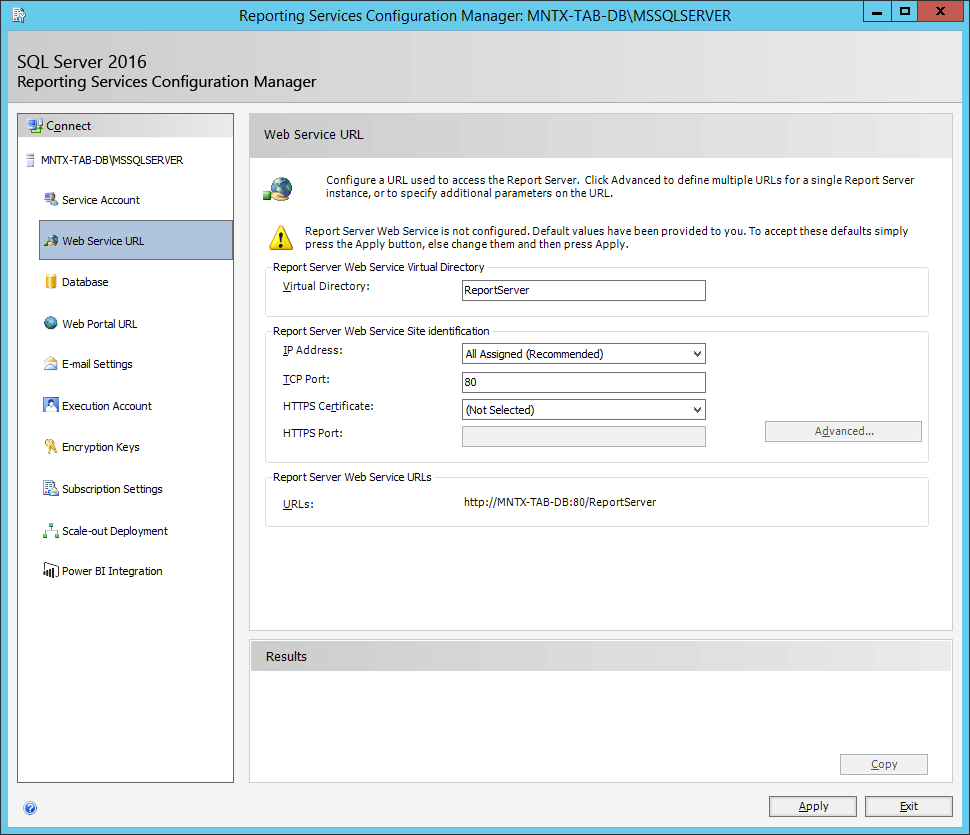 Reporting Services Configuration Manager: MNTX-TAB-DB\MSSQLSERVER
SQL Server 2016
Reporting Services Configuration Manager
Connect
MNTX-TAB-DB\MSSQLSERVER
Service Account
Web Service URL
Database
Web Portal URL
E-mail Settings
Execution Account
Encryption Keys
Subscription Settings
Scale-out Deployment
Power BI Integration
Web Service URL
Configure a URL used to access the Report Server. Click Advanced to define multiple URLs for a single Report Server
instance, or to specify additional parameters on the URL.
Report Server Web Service is not configured. Default values have been provided to you. To accept these defaults simply
press the Apply button, else change them and then press Apply.
Report Server Web Service Virtual Directory
Virtual Directory: ReportServer
Report Server Web Service Site identification
IP Address: All Assigned (Recommended)
TCP Port: 80
HTTPS Certificate: (Not Selected)
HTTPS Port:
Advanced...
Report Server Web Service URLs
URLs: http://MNTX-TAB-DB:80/ReportServer
Results
Copy
Apply Exit